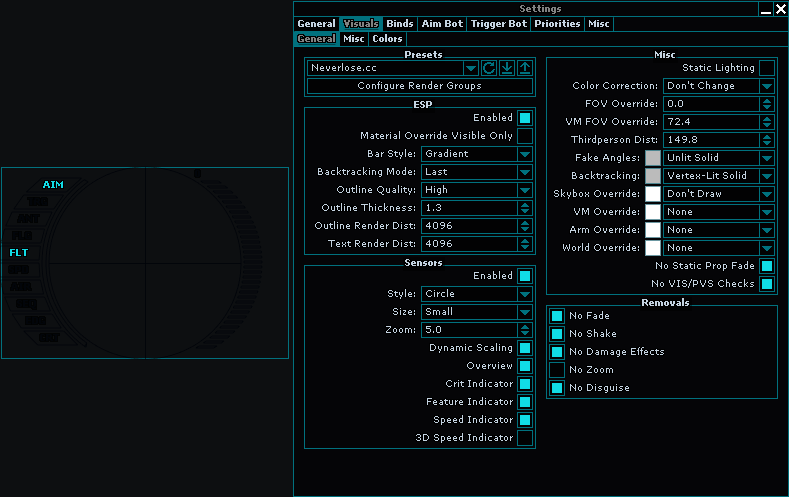 Settings
General Visuals Binds Aim Bot Trigger Bot Priorities Misc
General Misc Colors
Presets
Neverlose.cc
Configure Render Groups
ESP
Enabled
Material Override Visible Only
Bar Style: Gradient
Backtracking Mode: Last
Outline Quality: High
Outline Thickness: 1.3
Outline Render Dist: 4096
Text Render Dist: 4096
Sensors
Enabled
Style: Circle
Size: Small
Zoom: 5.0
Dynamic Scaling
Overview
Crit Indicator
Feature Indicator
Speed Indicator
3D Speed Indicator
Misc
Static Lighting
Color Correction: Don't Change
FOV Override: 0.0
VM FOV Override: 72.4
Thirdperson Dist: 149.8
Fake Angles: Unlit Solid
Backtracking: Vertex-Lit Solid
Skybox Override: Don't Draw
VM Override: None
Arm Override: None
World Override: None
No Static Prop Fade
No VIS/PVS Checks
Removals
No Fade
No Shake
No Damage Effects
No Zoom
No Disguise
AIM
ANT
FLT